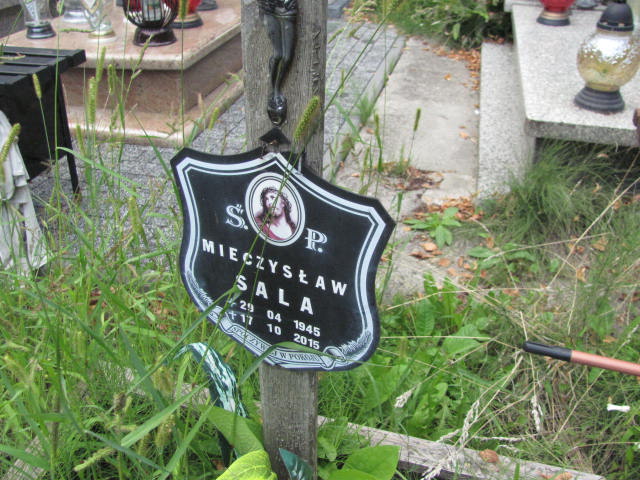 Ś. P.
MIECZYSŁAW
SALA
29 04 1945
+ 17 10 2015
W POKOJU